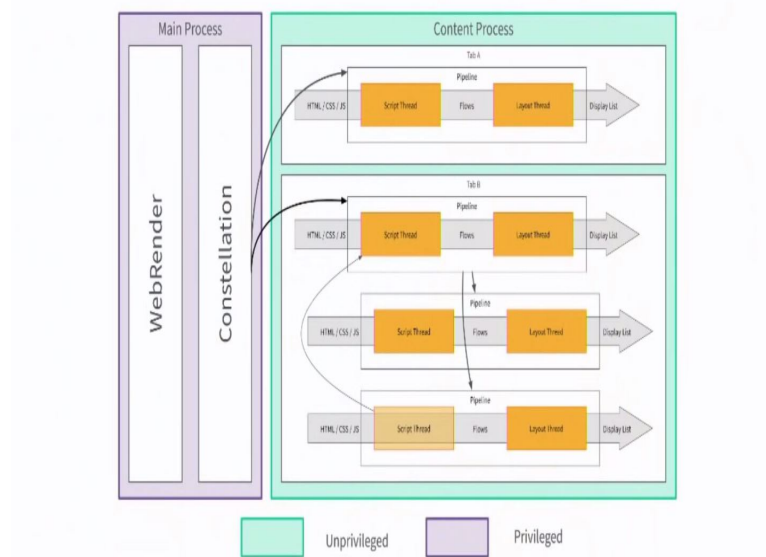 Main Process
Content Process
WebRender
Constellation
Tab A
Pipeline
HTML / CSS / JS
Script Thread
Flows
Layout Thread
Display List
Tab B
Pipeline
HTML / CSS / JS
Script Thread
Flows
Layout Thread
Display List
Pipeline
HTML / CSS / JS
Script Thread
Flows
Layout Thread
Display List
Pipeline
HTML / CSS / JS
Script Thread
Flows
Layout Thread
Display List
Unprivileged
Privileged